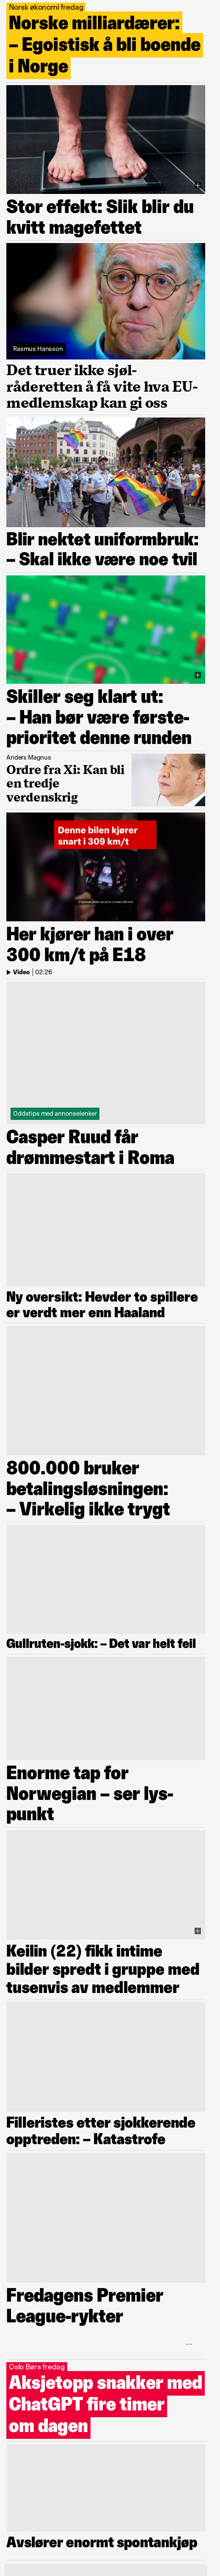 Norsk økonomi fredag
Norske milliardærer:
– Egoistisk å bli boende
i Norge
Stor effekt: Slik blir du
kvitt magefettet
Rasmus Hansson
Det truer ikke sjøl-
råderetten å få vite hva EU-
medlemskap kan gi oss
Blir nektet uniformbruk:
– Skal ikke være noe tvil
Skiller seg klart ut:
– Han bør være første-
prioritet denne runden
Anders Magnus
Ordre fra Xi: Kan bli
en tredje
verdenskrig
Denne bilen kjører
snart i 309 km/t
Her kjører han i over
300 km/t på E18
Video | 02:26
Oddstips med annonselenker
Casper Ruud får
drømmestart i Roma
Ny oversikt: Hevder to spillere
er verdt mer enn Haaland
800.000 bruker
betalingsløsningen:
– Virkelig ikke trygt
Gullruten-sjokk: – Det var helt feil
Enorme tap for
Norwegian – ser lys-
punkt
Keilin (22) fikk intime
bilder spredt i gruppe med
tusenvis av medlemmer
Filleristes etter sjokkerende
opptreden: – Katastrofe
Fredagens Premier
League-rykter
Oslo Børs fredag
Aksjetopp snakker med
ChatGPT fire timer
om dagen
Avslører enormt spontankjøp